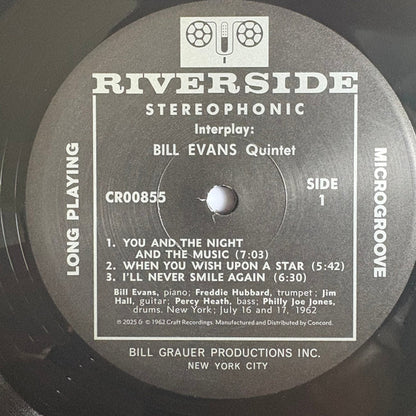 RIVERSIDE
STEREOPHONIC
Interplay:
BILL EVANS Quintet
LONG PLAYING
MICROGROOVE
CR00855
SIDE
1
1. YOU AND THE NIGHT
AND THE MUSIC (7:03)
2. WHEN YOU WISH UPON A STAR (5:42)
3. I'LL NEVER SMILE AGAIN (6:30)
Bill Evans, piano; Freddie Hubbard, trumpet; Jim
Hall, guitar; Percy Heath, bass; Philly Joe Jones,
drums. New York; July 16 and 17, 1962
℗ 2025 & © 1962 Craft Recordings. Manufactured and Distributed by Concord.
BILL GRAUER PRODUCTIONS INC.
NEW YORK CITY